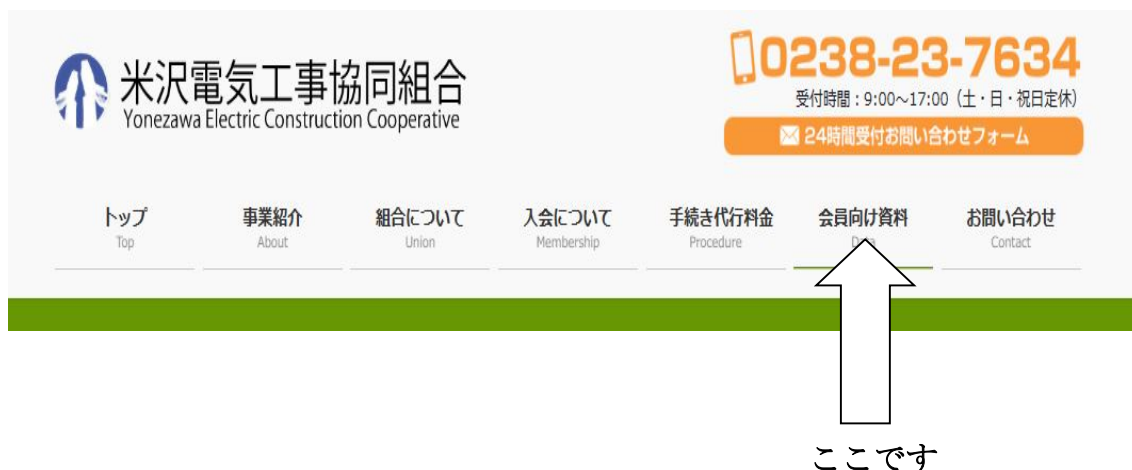 米沢電気工事協同組合
Yonezawa Electric Construction Cooperative
0238-23-7634
受付時間：9:00～17:00（土・日・祝日定休）
24時間受付お問い合わせフォーム
トップ 事業紹介 組合について 入会について 手続き代行料金 会員向け資料 お問い合わせ
Top About Union Membership Procedure Contact
ここです